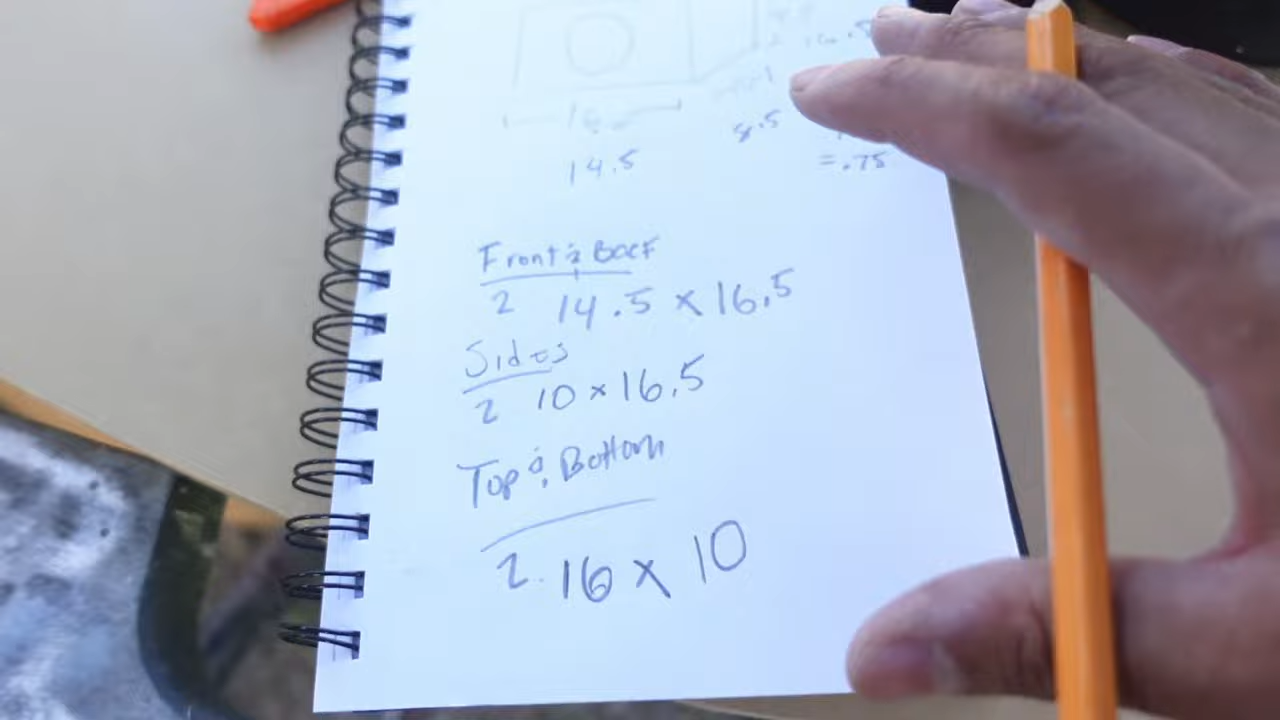 16
14.5
8.5
=.75
Front & Back
2 14.5 x 16.5
Sides
2 10 x 16.5
Top & Bottom
2. 16 x 10